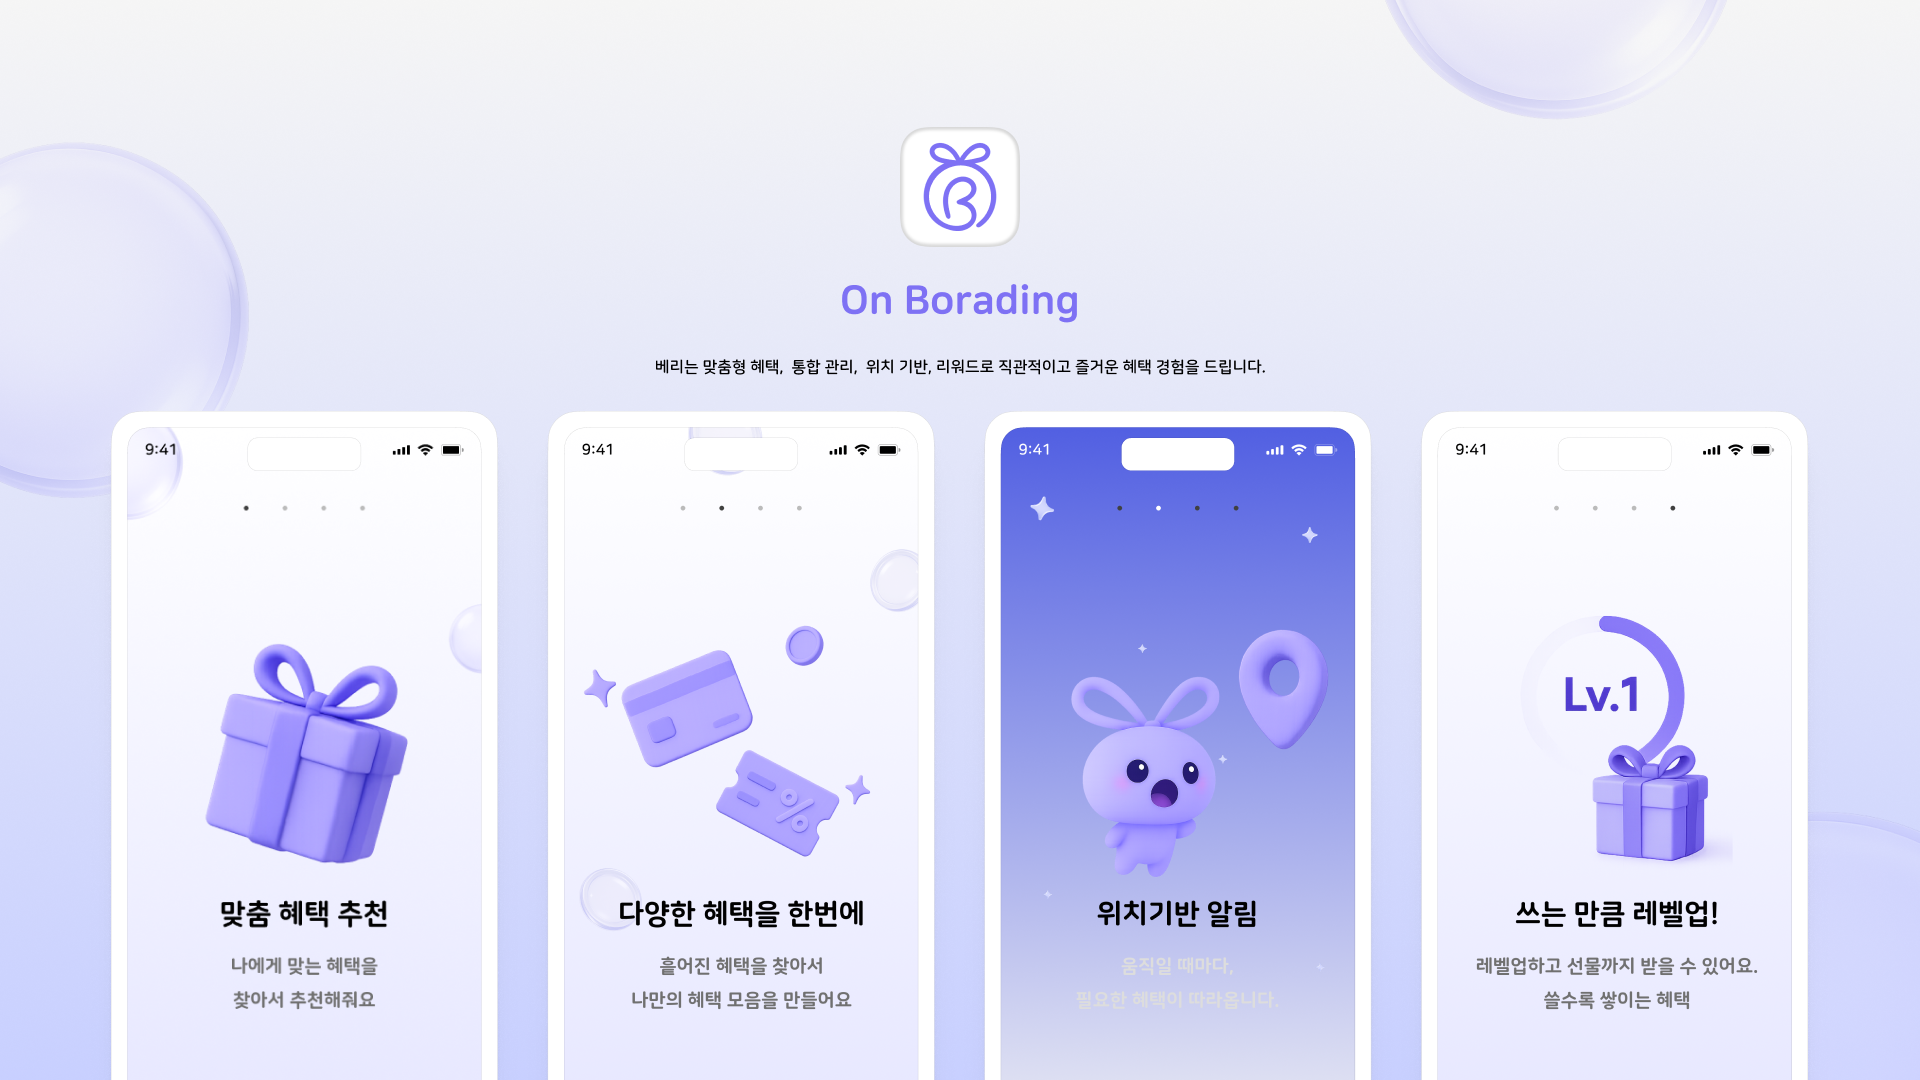 On Borading
베리는 맞춤형 혜택, 통합 관리, 위치 기반, 리워드로 직관적이고 즐거운 혜택 경험을 드립니다.
9:41
맞춤 혜택 추천
나에게 맞는 혜택을
찾아서 추천해줘요
9:41
%
다양한 혜택을 한번에
흩어진 혜택을 찾아서
나만의 혜택 모음을 만들어요
9:41
위치기반 알림
움직일 때마다,
필요한 혜택이 따라옵니다.
9:41
Lv.1
쓰는 만큼 레벨업!
레벨업하고 선물까지 받을 수 있어요.
쓸수록 쌓이는 혜택